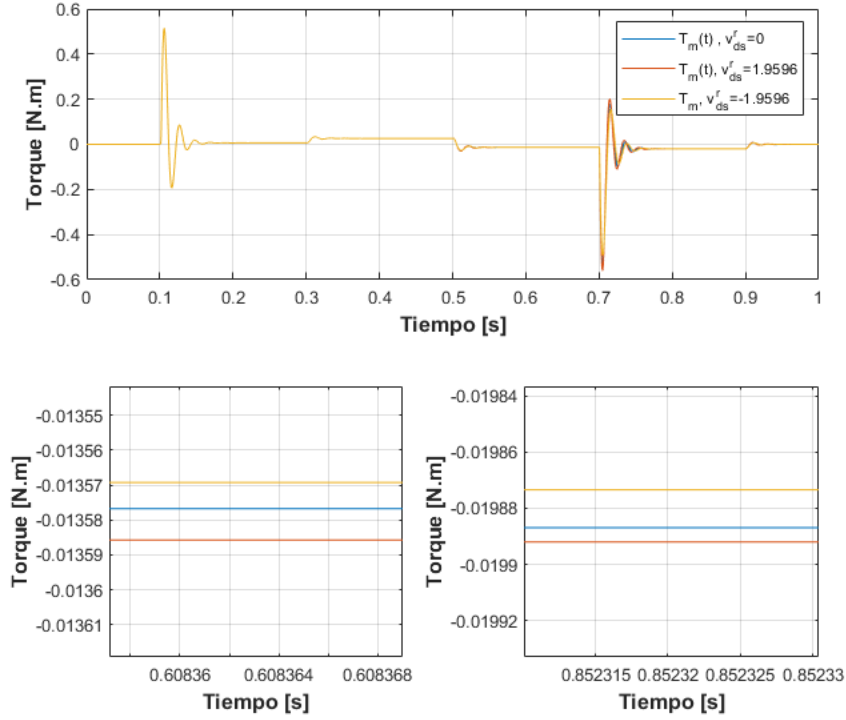 0.6
0.4
0.2
0
-0.2
-0.4
-0.6
Torque [N.m]
T_m(t) , v^r_ds=0
T_m(t), v^r_ds=1.9596
T_m, v^r_ds=-1.9596
0 0.1 0.2 0.3 0.4 0.5 0.6 0.7 0.8 0.9 1
Tiempo [s]
-0.01355
-0.01356
-0.01357
-0.01358
-0.01359
-0.0136
-0.01361
Torque [N.m]
0.60836 0.608364 0.608368
Tiempo [s]
-0.01984
-0.01986
-0.01988
-0.0199
-0.01992
Torque [N.m]
0.852315 0.85232 0.852325 0.85233
Tiempo [s]